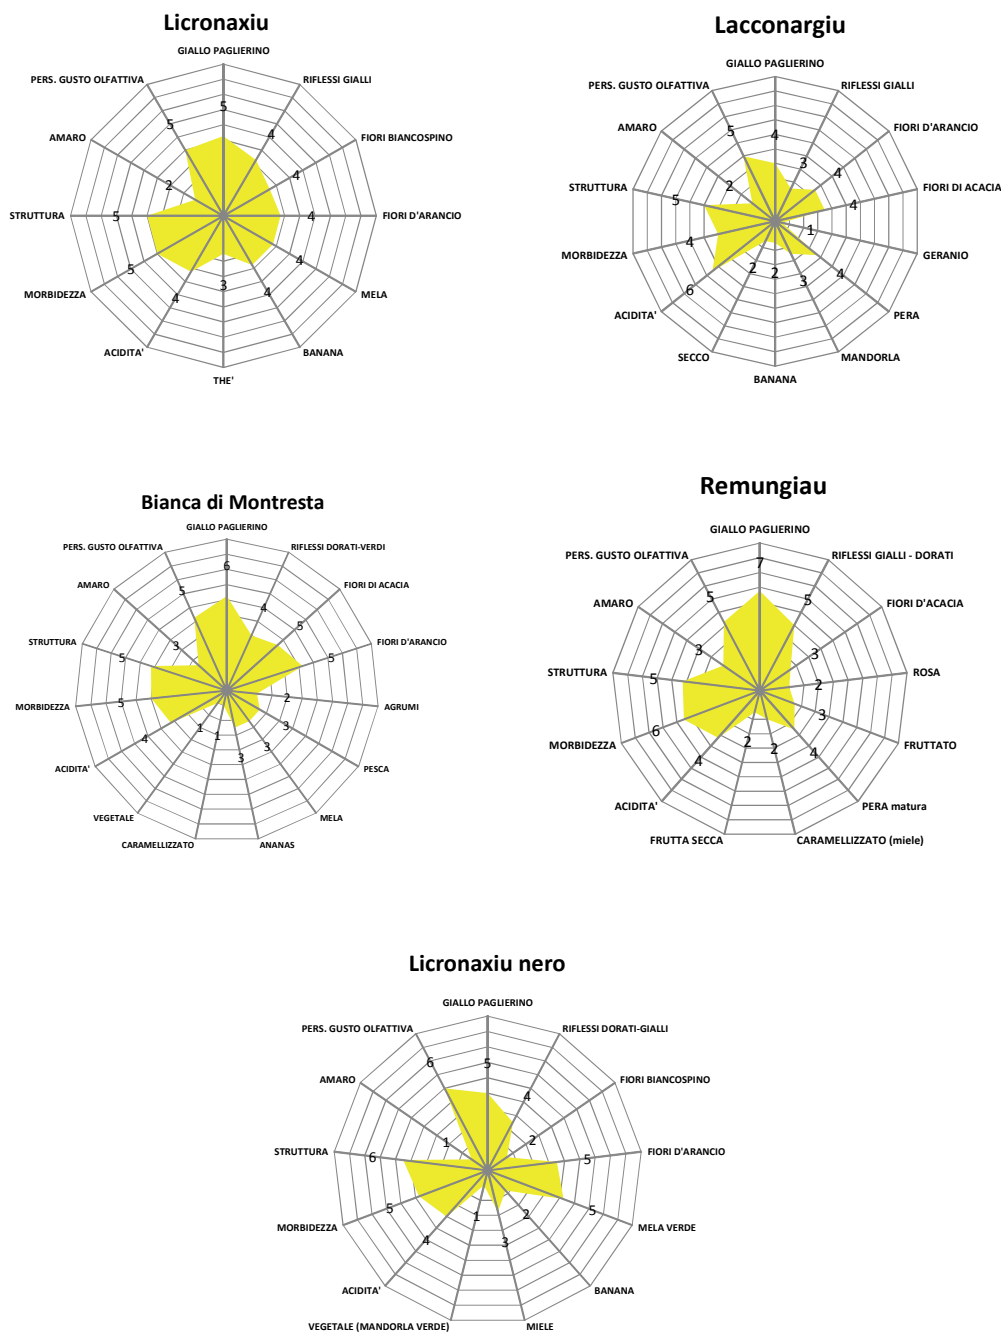 Licronaxiu
GIALLO PAGLIERINO
PERS. GUSTO OLFATTIVA
RIFLESSI GIALLI
AMARO
FIORI BIANCOSPINO
STRUTTURA
FIORI D'ARANCIO
MORBIDEZZA
MELA
ACIDITA'
BANANA
THE'
5
4
4
4
4
4
3
4
5
5
2
5
Lacconargiu
GIALLO PAGLIERINO
PERS. GUSTO OLFATTIVA
RIFLESSI GIALLI
AMARO
FIORI D'ARANCIO
STRUTTURA
FIORI DI ACACIA
MORBIDEZZA
GERANIO
ACIDITA'
PERA
SECCO
MANDORLA
BANANA
4
3
4
4
1
4
3
2
2
6
4
5
2
5
Bianca di Montresta
GIALLO PAGLIERINO
PERS. GUSTO OLFATTIVA
RIFLESSI DORATI-VERDI
AMARO
FIORI DI ACACIA
STRUTTURA
FIORI D'ARANCIO
MORBIDEZZA
AGRUMI
ACIDITA'
PESCA
VEGETALE
MELA
CARAMELLIZZATO
ANANAS
6
4
5
5
2
3
3
3
1
1
4
5
5
3
5
Remungiau
GIALLO PAGLIERINO
PERS. GUSTO OLFATTIVA
RIFLESSI GIALLI - DORATI
AMARO
FIORI D'ACACIA
STRUTTURA
ROSA
MORBIDEZZA
FRUTTATO
ACIDITA'
PERA matura
FRUTTA SECCA
CARAMELLIZZATO (miele)
7
5
3
2
3
4
2
2
4
6
5
3
5
Licronaxiu nero
GIALLO PAGLIERINO
PERS. GUSTO OLFATTIVA
RIFLESSI DORATI-GIALLI
AMARO
FIORI BIANCOSPINO
STRUTTURA
FIORI D'ARANCIO
MORBIDEZZA
MELA VERDE
ACIDITA'
BANANA
VEGETALE (MANDORLA VERDE)
MIELE
5
4
2
5
5
2
3
1
4
5
6
1
6